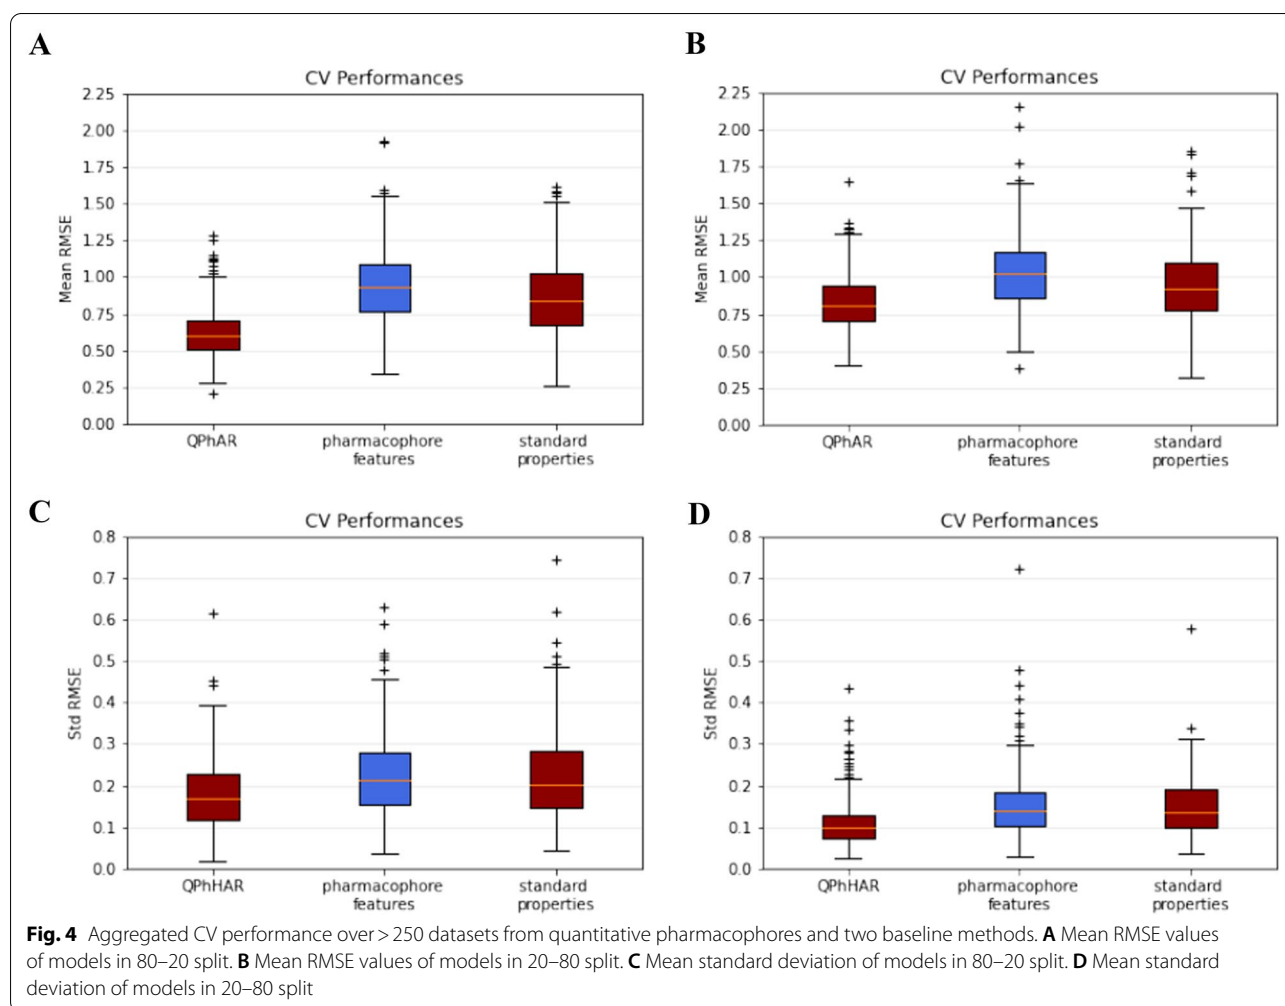 A
CV Performances
2.25
2.00
1.75
1.50
1.25
1.00
0.75
0.50
0.25
0.00
Mean RMSE
QPhAR
pharmacophore
features
standard
properties
B
CV Performances
2.25
2.00
1.75
1.50
1.25
1.00
0.75
0.50
0.25
0.00
Mean RMSE
QPhAR
pharmacophore
features
standard
properties
C
CV Performances
0.8
0.7
0.6
0.5
0.4
0.3
0.2
0.1
0.0
Std RMSE
QPhHAR
pharmacophore
features
standard
properties
D
CV Performances
0.8
0.7
0.6
0.5
0.4
0.3
0.2
0.1
0.0
Std RMSE
QPhHAR
pharmacophore
features
standard
properties
Fig. 4 Aggregated CV performance over > 250 datasets from quantitative pharmacophores and two baseline methods. A Mean RMSE values
of models in 80–20 split. B Mean RMSE values of models in 20–80 split. C Mean standard deviation of models in 80–20 split. D Mean standard
deviation of models in 20–80 split